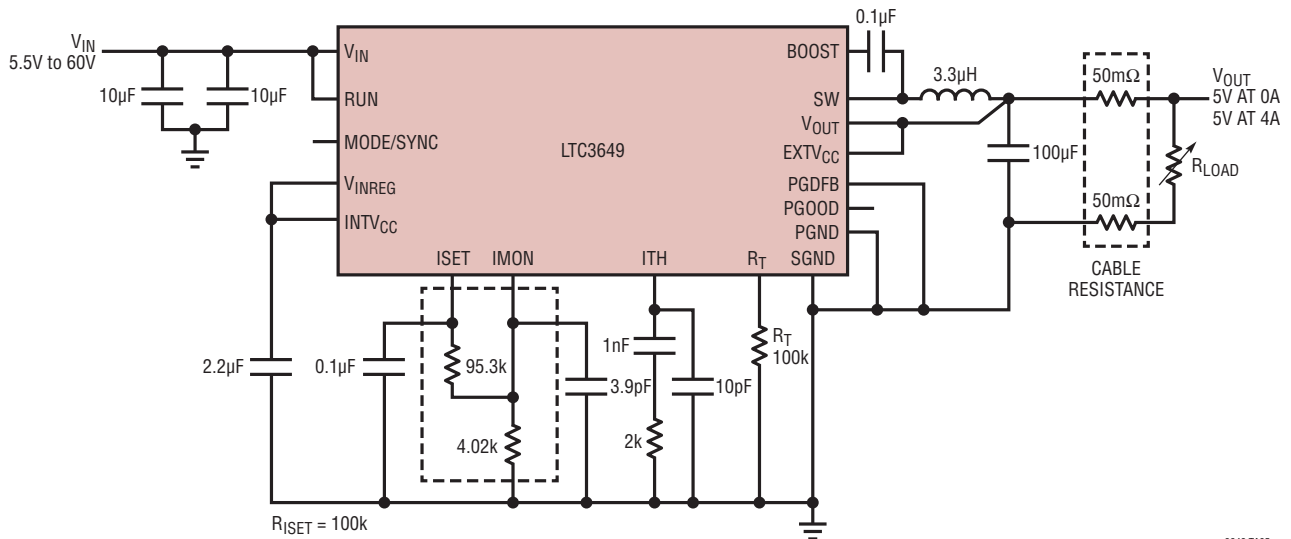 V_IN
5.5V to 60V
10µF
10µF
V_IN
RUN
MODE/SYNC
V_INREG
INTV_CC
LTC3649
BOOST
SW
V_OUT
EXTV_CC
PGDFB
PGOOD
PGND
ISET
IMON
ITH
R_T
SGND
0.1µF
3.3µH
100µF
50mΩ
50mΩ
CABLE
RESISTANCE
V_OUT
5V AT 0A
5V AT 4A
R_LOAD
2.2µF
0.1µF
95.3k
4.02k
3.9pF
1nF
2k
10pF
R_T
100k
R_ISET = 100k